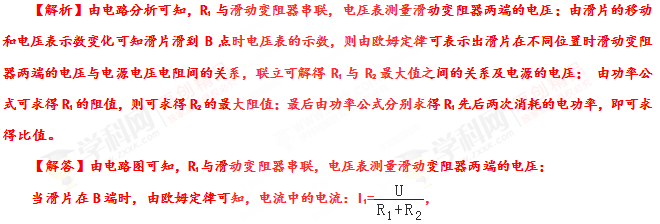 【解析】由电路分析可知，R₁与滑动变阻器串联，电压表测量滑动变阻器两端的电压；由滑片的移动
和电压表示数变化可知滑片滑到 B 点时电压表的示数，则由欧姆定律可表示出滑片在不同位置时滑动变阻
器两端的电压与电源电压电阻间的关系，联立可解得 R₁ 与 R₂ 最大值之间的关系及电源的电压； 由功率公
式可求得 R₁ 的阻值，则可求得 R₂ 的最大阻值；最后由功率公式分别求得 R₁ 先后两次消耗的电功率，即可求
得比值。
【解答】由电路图可知，R₁与滑动变阻器串联，电压表测量滑动变阻器两端的电压；
当滑片在 B 端时，由欧姆定律可知，电流中的电流：I₁=U/(R₁+R₂)，